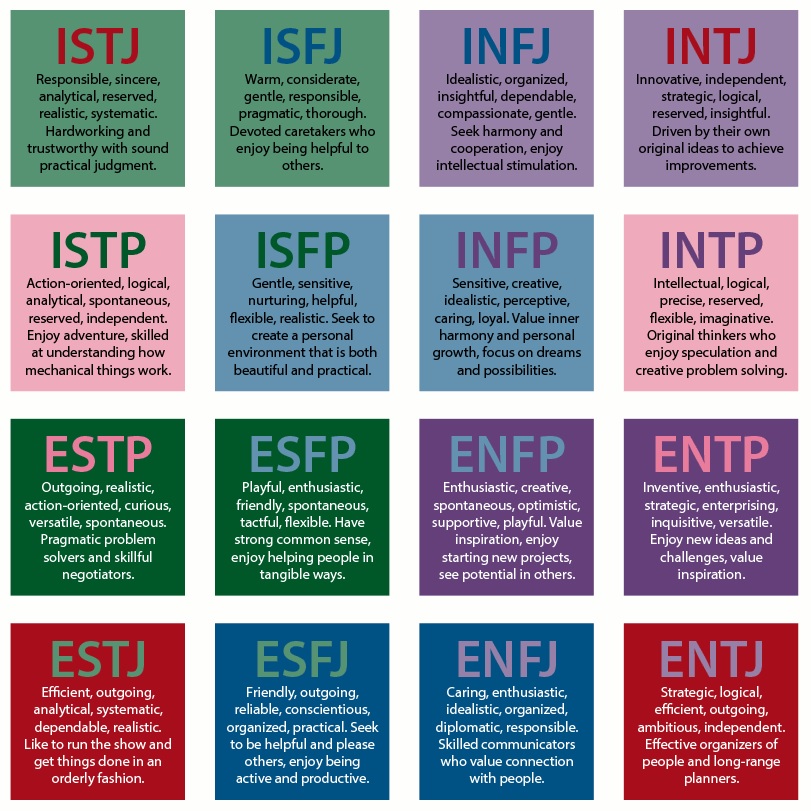 ISTJ
Responsible, sincere,
analytical, reserved,
realistic, systematic.
Hardworking and
trustworthy with sound
practical judgment.
ISFJ
Warm, considerate,
gentle, responsible,
pragmatic, thorough.
Devoted caretakers who
enjoy being helpful to
others.
INFJ
Idealistic, organized,
insightful, dependable,
compassionate, gentle.
Seek harmony and
cooperation, enjoy
intellectual stimulation.
INTJ
Innovative, independent,
strategic, logical,
reserved, insightful.
Driven by their own
original ideas to achieve
improvements.
ISTP
Action-oriented, logical,
analytical, spontaneous,
reserved, independent.
Enjoy adventure, skilled
at understanding how
mechanical things work.
ISFP
Gentle, sensitive,
nurturing, helpful,
flexible, realistic. Seek to
create a personal
environment that is both
beautiful and practical.
INFP
Sensitive, creative,
idealistic, perceptive,
caring, loyal. Value inner
harmony and personal
growth, focus on dreams
and possibilities.
INTP
Intellectual, logical,
precise, reserved,
flexible, imaginative.
Original thinkers who
enjoy speculation and
creative problem solving.
ESTP
Outgoing, realistic,
action-oriented, curious,
versatile, spontaneous.
Pragmatic problem
solvers and skillful
negotiators.
ESFP
Playful, enthusiastic,
friendly, spontaneous,
tactful, flexible. Have
strong common sense,
enjoy helping people in
tangible ways.
ENFP
Enthusiastic, creative,
spontaneous, optimistic,
supportive, playful. Value
inspiration, enjoy
starting new projects,
see potential in others.
ENTP
Inventive, enthusiastic,
strategic, enterprising,
inquisitive, versatile.
Enjoy new ideas and
challenges, value
inspiration.
ESTJ
Efficient, outgoing,
analytical, systematic,
dependable, realistic.
Like to run the show and
get things done in an
orderly fashion.
ESFJ
Friendly, outgoing,
reliable, conscientious,
organized, practical. Seek
to be helpful and please
others, enjoy being
active and productive.
ENFJ
Caring, enthusiastic,
idealistic, organized,
diplomatic, responsible.
Skilled communicators
who value connection
with people.
ENTJ
Strategic, logical,
efficient, outgoing,
ambitious, independent.
Effective organizers of
people and long-range
planners.